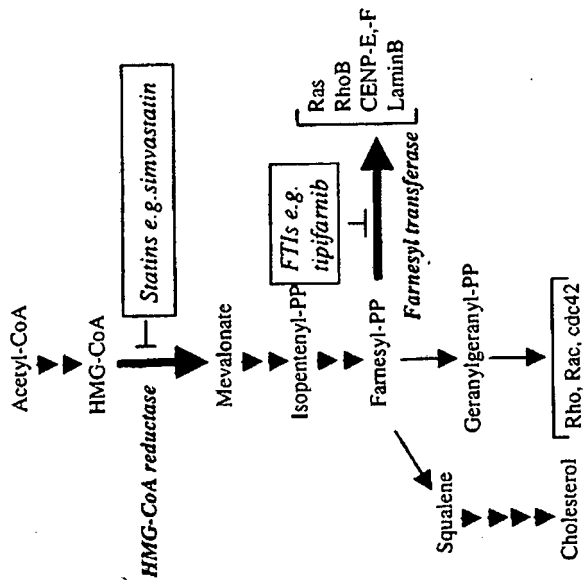 Acetyl-CoA
HMG-CoA
HMG-CoA reductase
Statins e.g.simvastatin
Mevalonate
Isopentenyl-PP
FTIs e.g.
tipifarnib
Farnesyl-PP
Farnesyl transferase
Ras
RhoB
CENP-E,-F
LaminB
Geranylgeranyl-PP
Rho, Rac, cdc42
Squalene
Cholesterol